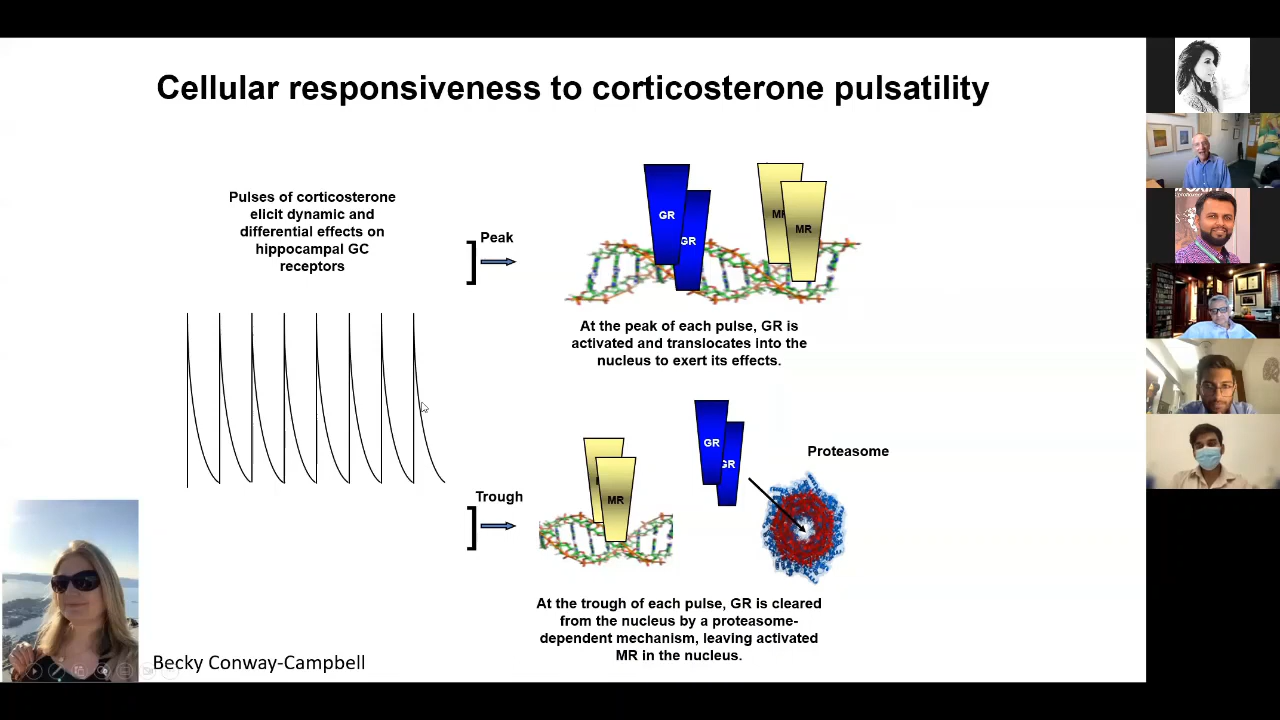 Cellular responsiveness to corticosterone pulsatility
Pulses of corticosterone
elicit dynamic and
differential effects on
hippocampal GC
receptors
Peak
GR
GR
MR
At the peak of each pulse, GR is
activated and translocates into the
nucleus to exert its effects.
Trough
MR
GR
GR
Proteasome
At the trough of each pulse, GR is cleared
from the nucleus by a proteasome-
dependent mechanism, leaving activated
MR in the nucleus.
Becky Conway-Campbell